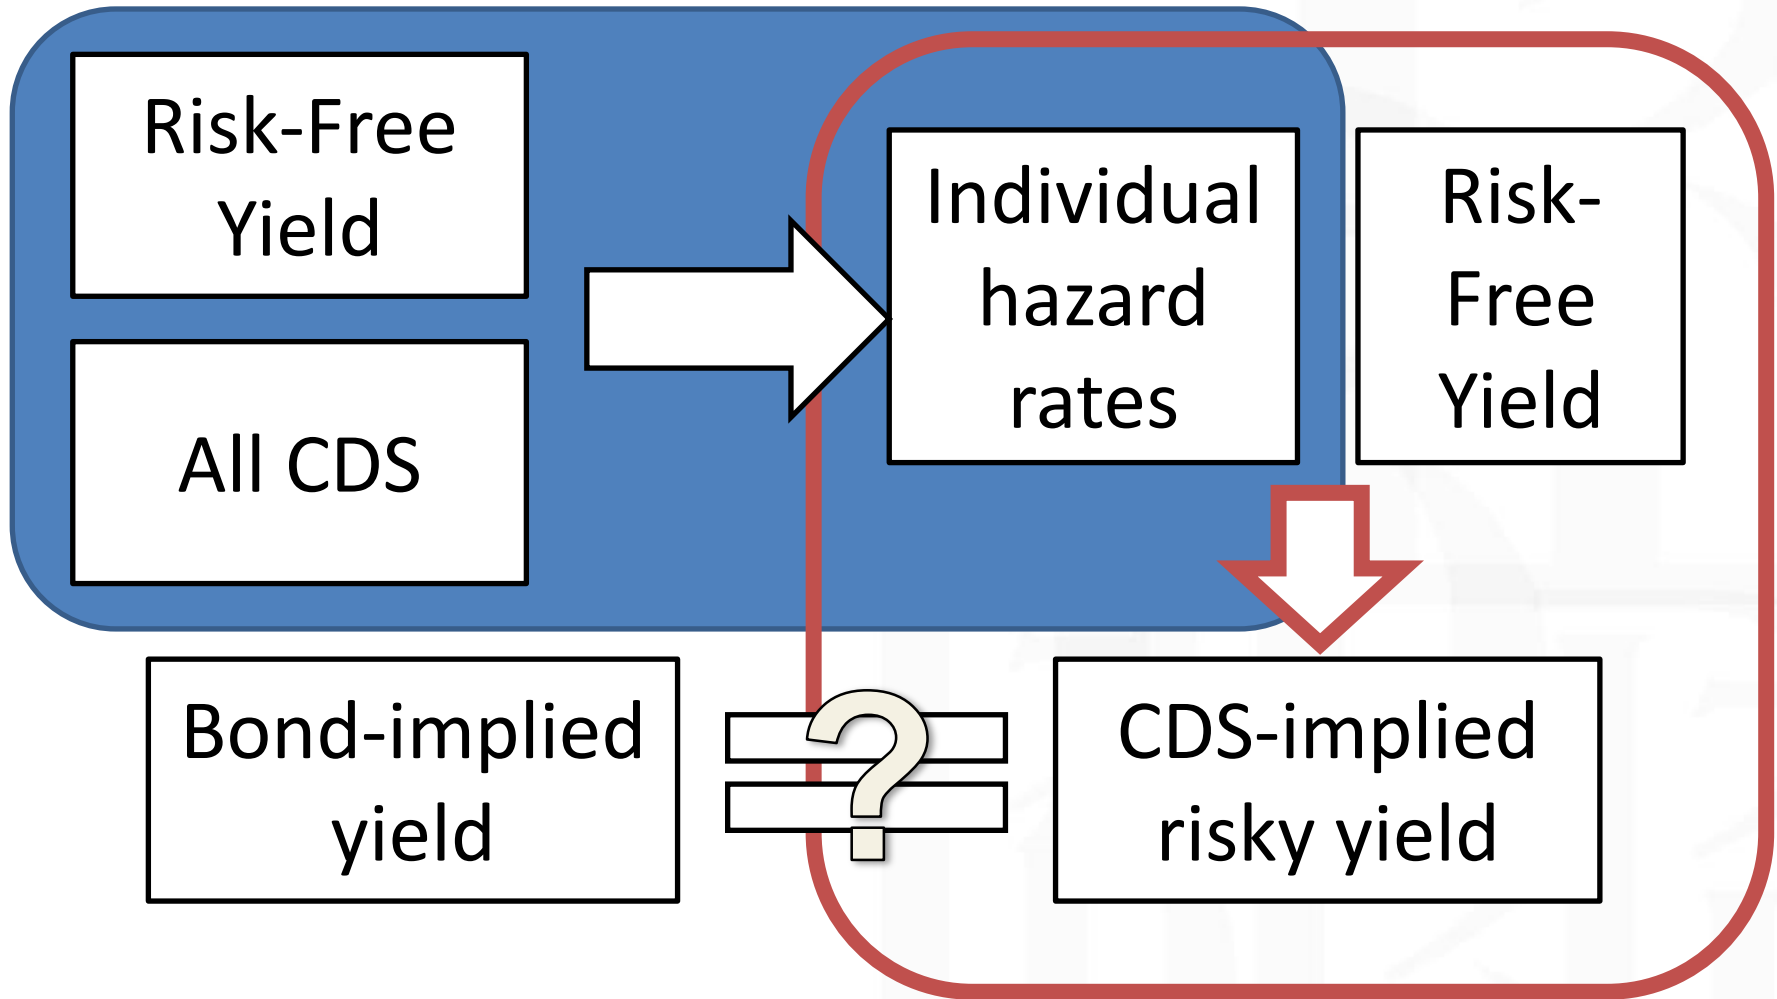 Risk-Free
Yield
All CDS
Individual
hazard
rates
Risk-
Free
Yield
Bond-implied
yield
?
CDS-implied
risky yield